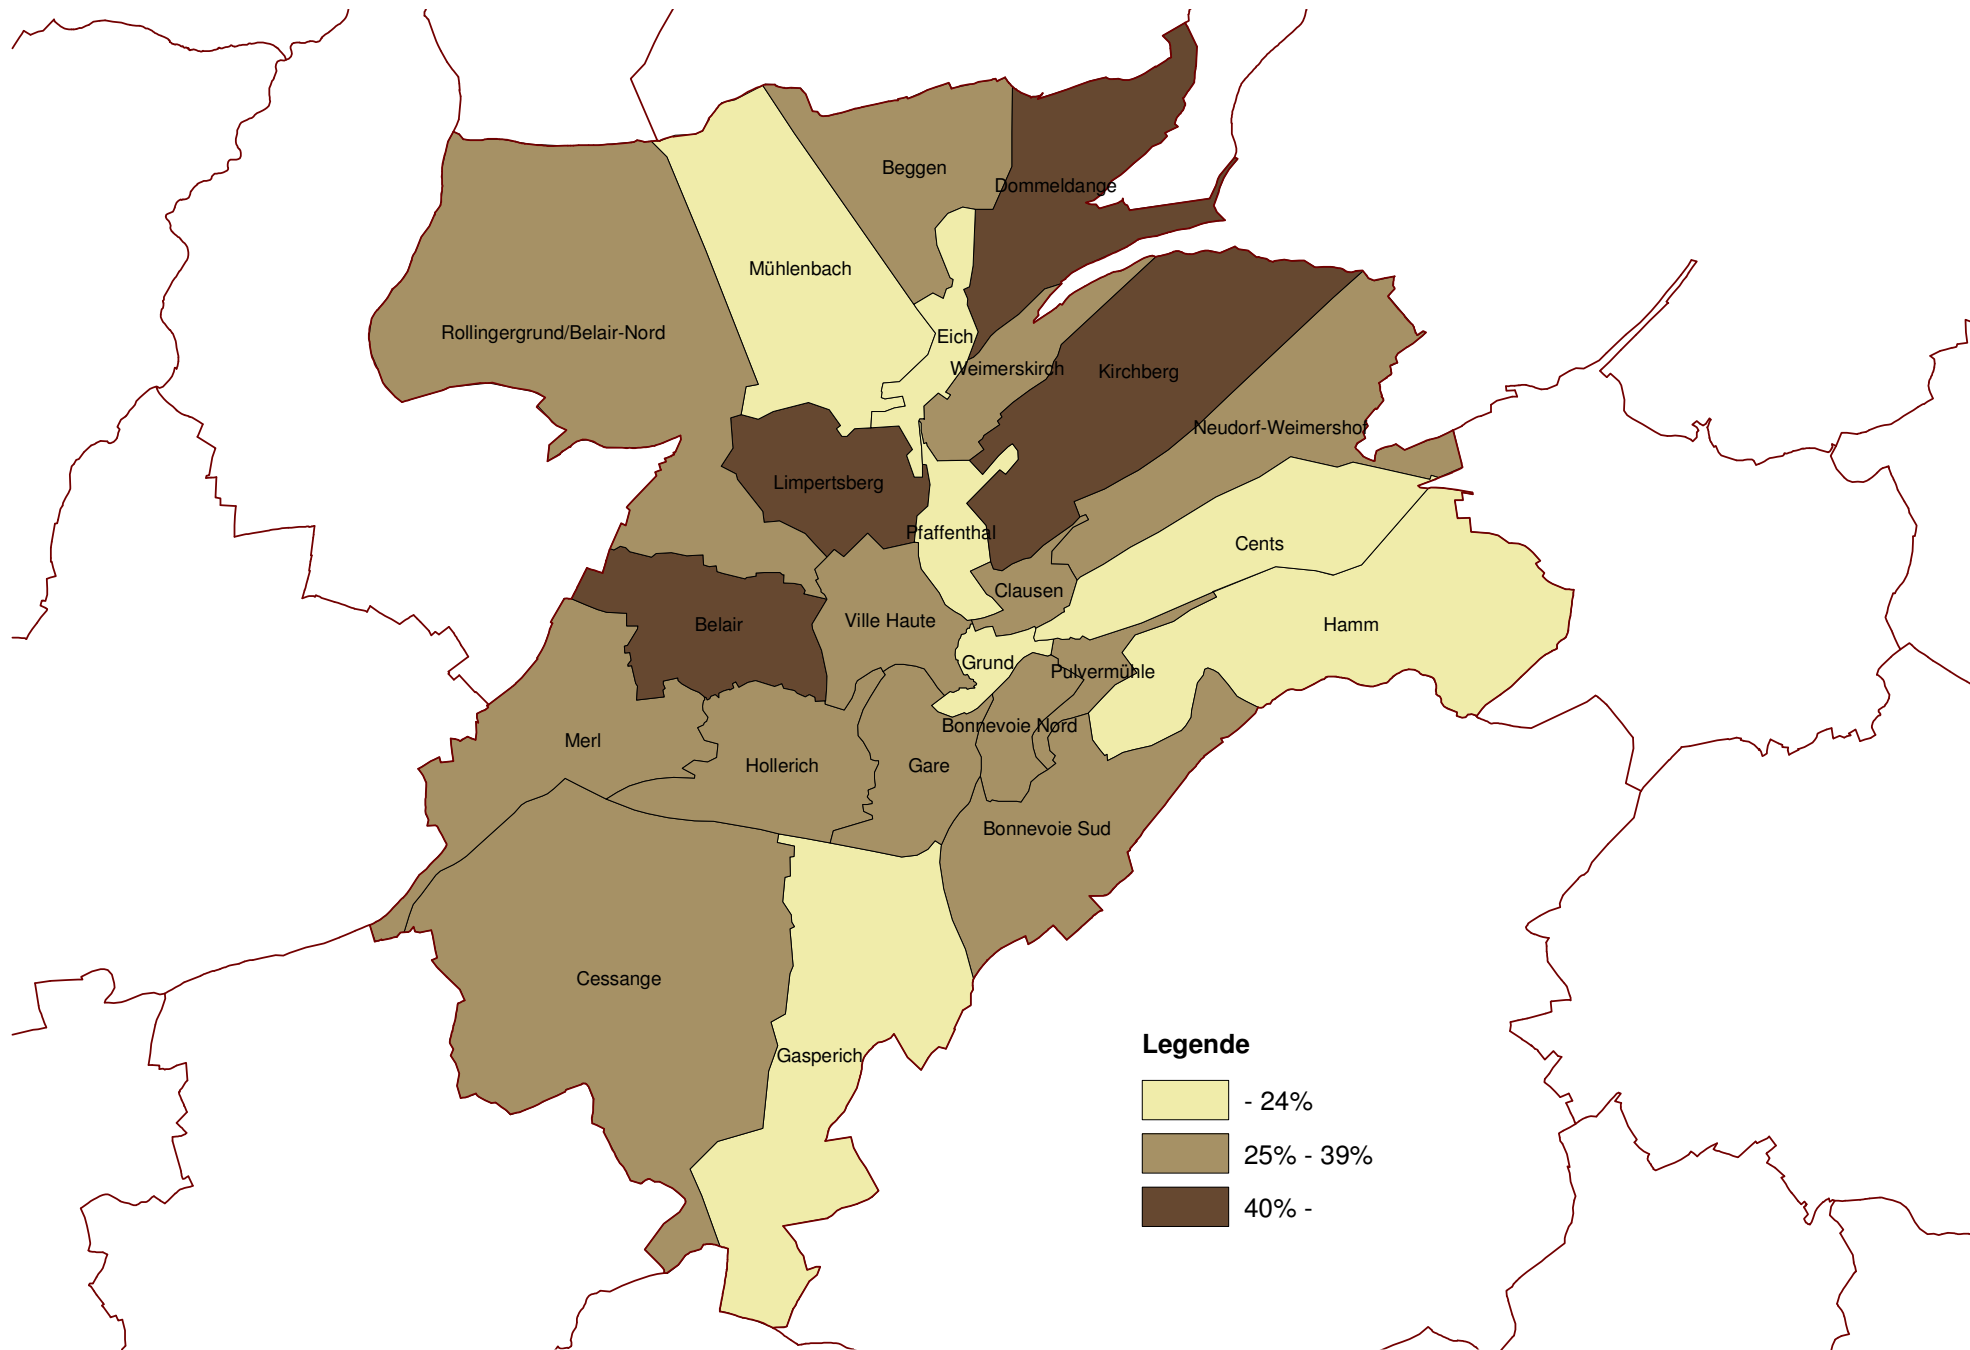 Beggen
Dommeldange
Mühlenbach
Rollingergrund/Belair-Nord
Eich
Weimerskirch
Kirchberg
Neudorf-Weimershof
Limpertsberg
Pfaffenthal
Cents
Clausen
Belair
Ville Haute
Hamm
Grund
Pulvermühle
Bonnevoie Nord
Merl
Hollerich
Gare
Bonnevoie Sud
Cessange
Gasperich
Legende
- 24%
25% - 39%
40% -